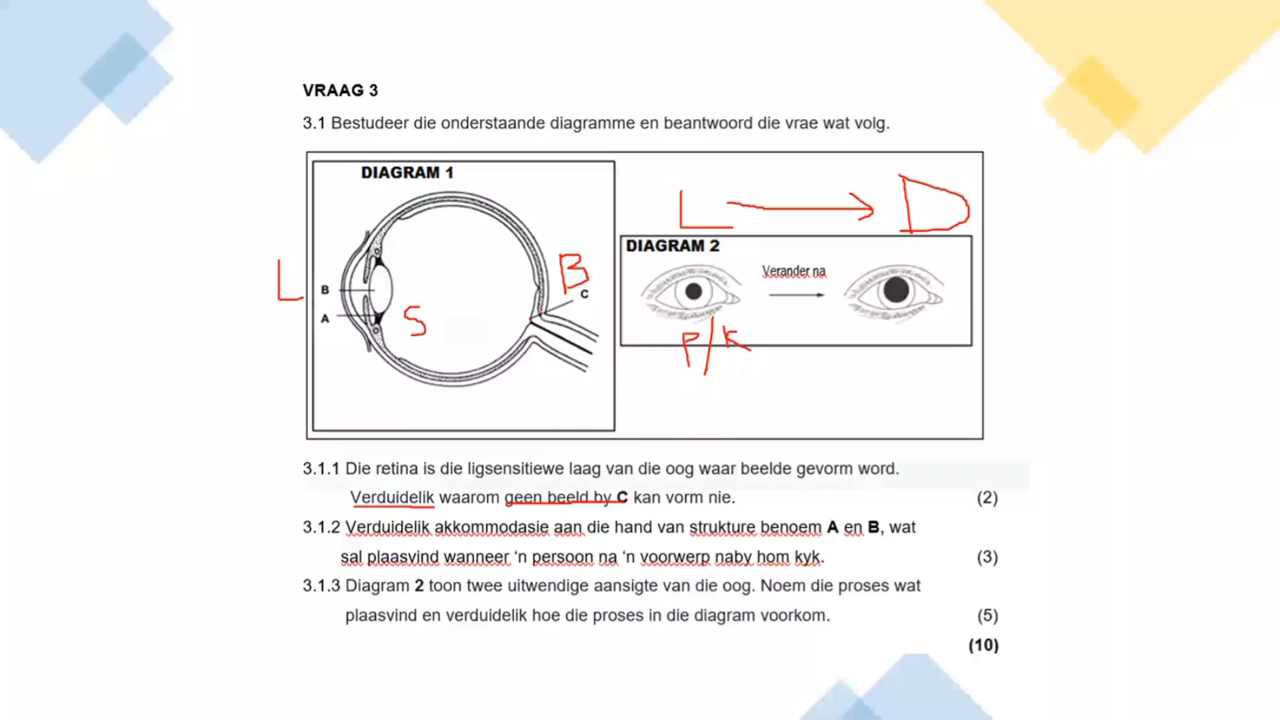 VRAAG 3
3.1 Bestudeer die onderstaande diagramme en beantwoord die vrae wat volg.
DIAGRAM 1
L → D
DIAGRAM 2
L
B
B
C
A
S
Verander na
P/K
3.1.1 Die retina is die ligsensitiewe laag van die oog waar beelde gevorm word.
Verduidelik waarom geen beeld by C kan vorm nie. (2)
3.1.2 Verduidelik akkommodasie aan die hand van strukture benoem A en B, wat
sal plaasvind wanneer 'n persoon na 'n voorwerp naby hom kyk. (3)
3.1.3 Diagram 2 toon twee uitwendige aansigte van die oog. Noem die proses wat
plaasvind en verduidelik hoe die proses in die diagram voorkom. (5)
(10)